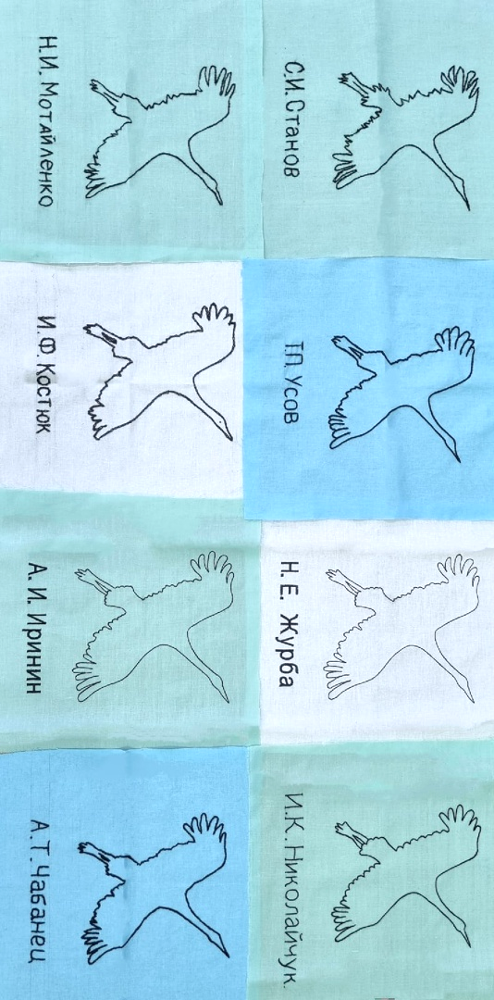 С.И. Станов
Т.П. Усов
Н. Е. Журба
И.К. Николайчук.
Н.И. Мотайленко
И.Ф. Костюк
А. И. Иринин
А.Т. Чабанец